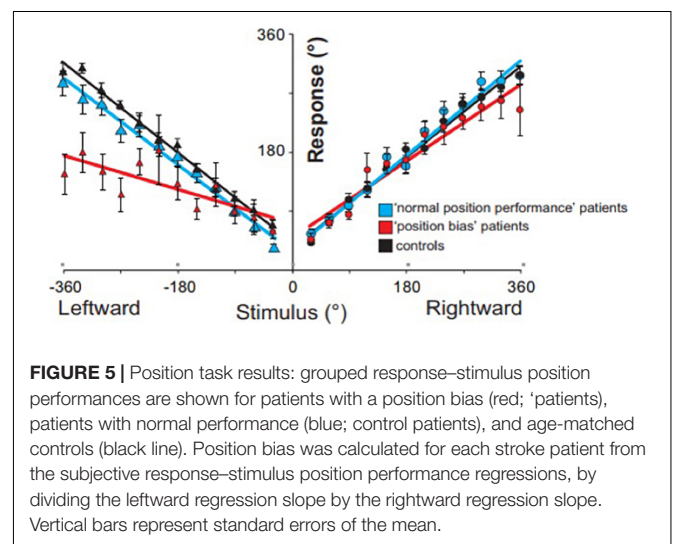 360
Response (°)
180
'normal position performance' patients
'position bias' patients
controls
-360
-180
0
180
360
Leftward
Stimulus (°)
Rightward
FIGURE 5 | Position task results: grouped response–stimulus position
performances are shown for patients with a position bias (red; 'patients),
patients with normal performance (blue; control patients), and age-matched
controls (black line). Position bias was calculated for each stroke patient from
the subjective response–stimulus position performance regressions, by
dividing the leftward regression slope by the rightward regression slope.
Vertical bars represent standard errors of the mean.